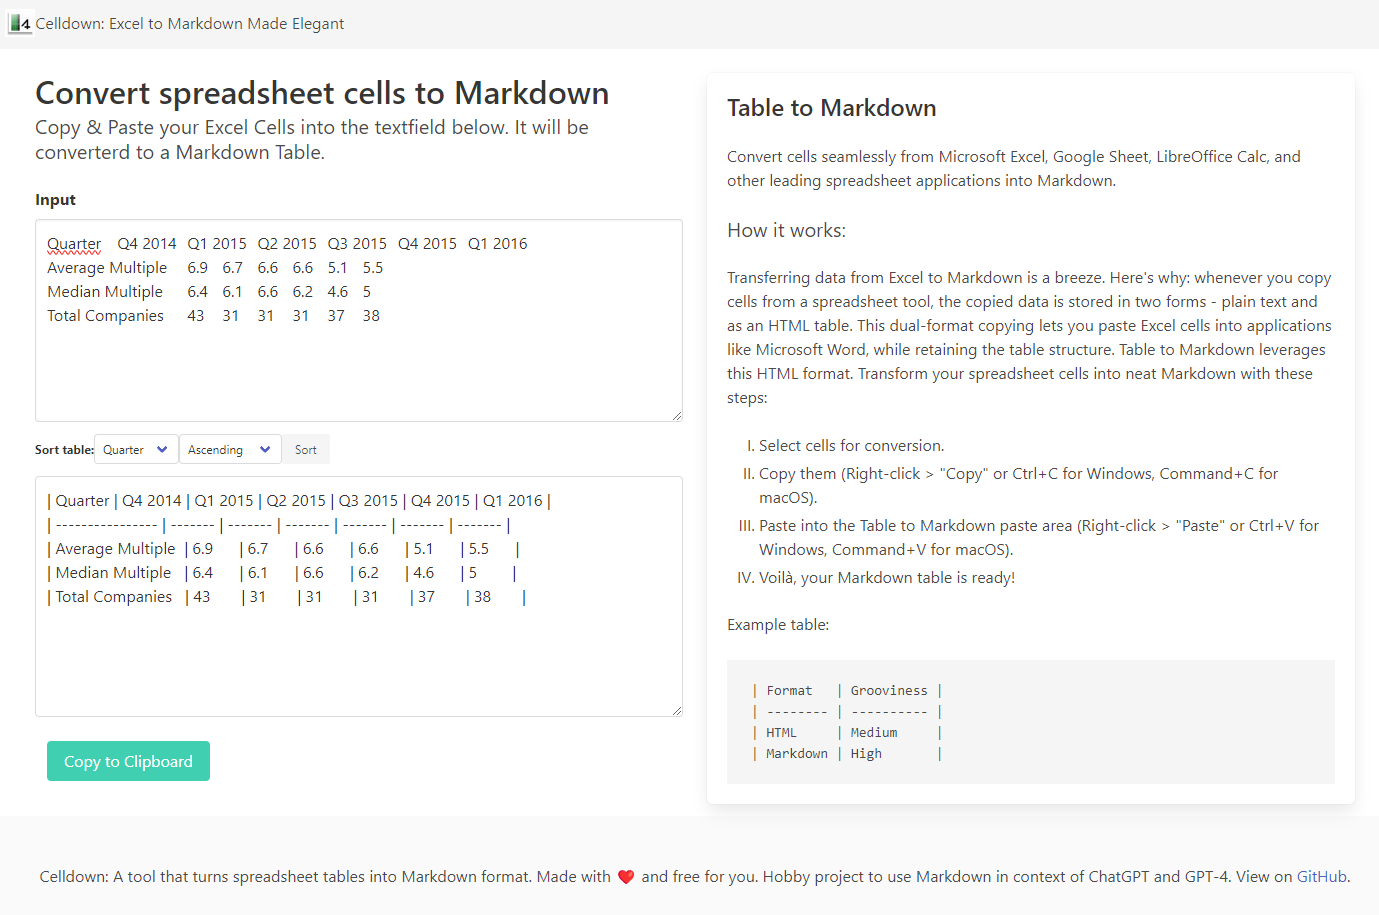 Celldown: Excel to Markdown Made Elegant
Convert spreadsheet cells to Markdown
Copy & Paste your Excel Cells into the textfield below. It will be
converterd to a Markdown Table.
Input
Quarter Q4 2014 Q1 2015 Q2 2015 Q3 2015 Q4 2015 Q1 2016
Average Multiple 6.9 6.7 6.6 6.6 5.1 5.5
Median Multiple 6.4 6.1 6.6 6.2 4.6 5
Total Companies 43 31 31 31 37 38
Sort table: Quarter Ascending Sort
| Quarter | Q4 2014 | Q1 2015 | Q2 2015 | Q3 2015 | Q4 2015 | Q1 2016 |
| ---------------- | ------- | ------- | ------- | ------- | ------- | ------- |
| Average Multiple | 6.9 | 6.7 | 6.6 | 6.6 | 5.1 | 5.5 |
| Median Multiple | 6.4 | 6.1 | 6.6 | 6.2 | 4.6 | 5 |
| Total Companies | 43 | 31 | 31 | 31 | 37 | 38 |
Copy to Clipboard
Table to Markdown
Convert cells seamlessly from Microsoft Excel, Google Sheet, LibreOffice Calc, and
other leading spreadsheet applications into Markdown.
How it works:
Transferring data from Excel to Markdown is a breeze. Here's why: whenever you copy
cells from a spreadsheet tool, the copied data is stored in two forms - plain text and
as an HTML table. This dual-format copying lets you paste Excel cells into applications
like Microsoft Word, while retaining the table structure. Table to Markdown leverages
this HTML format. Transform your spreadsheet cells into neat Markdown with these
steps:
I. Select cells for conversion.
II. Copy them (Right-click > "Copy" or Ctrl+C for Windows, Command+C for
macOS).
III. Paste into the Table to Markdown paste area (Right-click > "Paste" or Ctrl+V for
Windows, Command+V for macOS).
IV. Voilà, your Markdown table is ready!
Example table:
| Format | Grooviness |
| -------- | ---------- |
| HTML | Medium |
| Markdown | High |
Celldown: A tool that turns spreadsheet tables into Markdown format. Made with ❤️ and free for you. Hobby project to use Markdown in context of ChatGPT and GPT-4. View on GitHub.